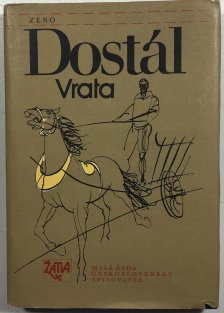 ZENO
Dostál
Vrata
ŽATVA
MALÁ ŘADA
ČESKOSLOVENSKÝ
SPISOVATEL